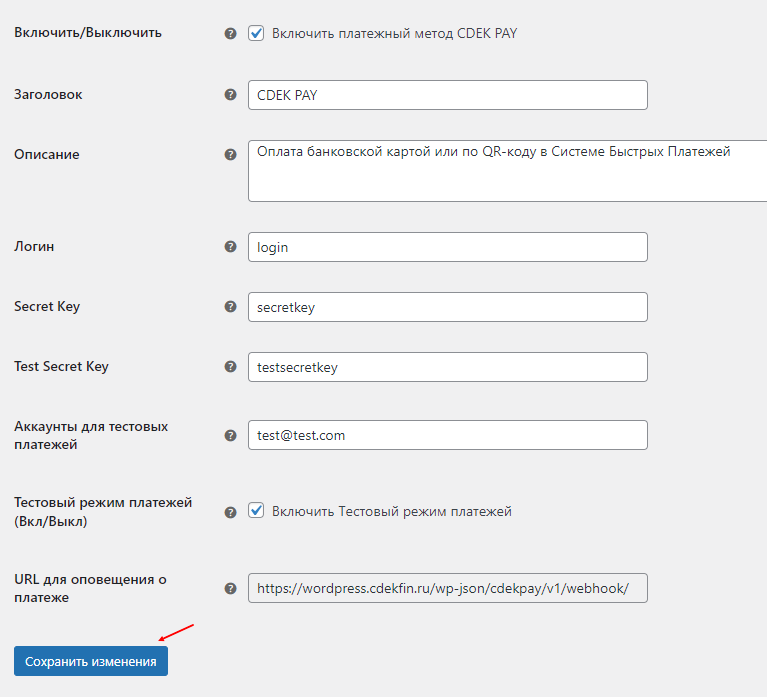 Включить/Выключить
Включить платежный метод CDEK PAY
Заголовок
CDEK PAY
Описание
Оплата банковской картой или по QR-коду в Системе Быстрых Платежей
Логин
login
Secret Key
secretkey
Test Secret Key
testsecretkey
Аккаунты для тестовых
платежей
test@test.com
Тестовый режим платежей
(Вкл/Выкл)
Включить Тестовый режим платежей
URL для оповещения о
платеже
https://wordpress.cdekfin.ru/wp-json/cdekpay/v1/webhook/
Сохранить изменения